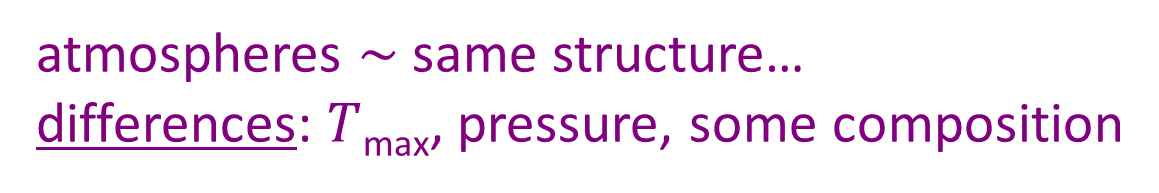 atmospheres ~ same structure…
differences: T max, pressure, some composition